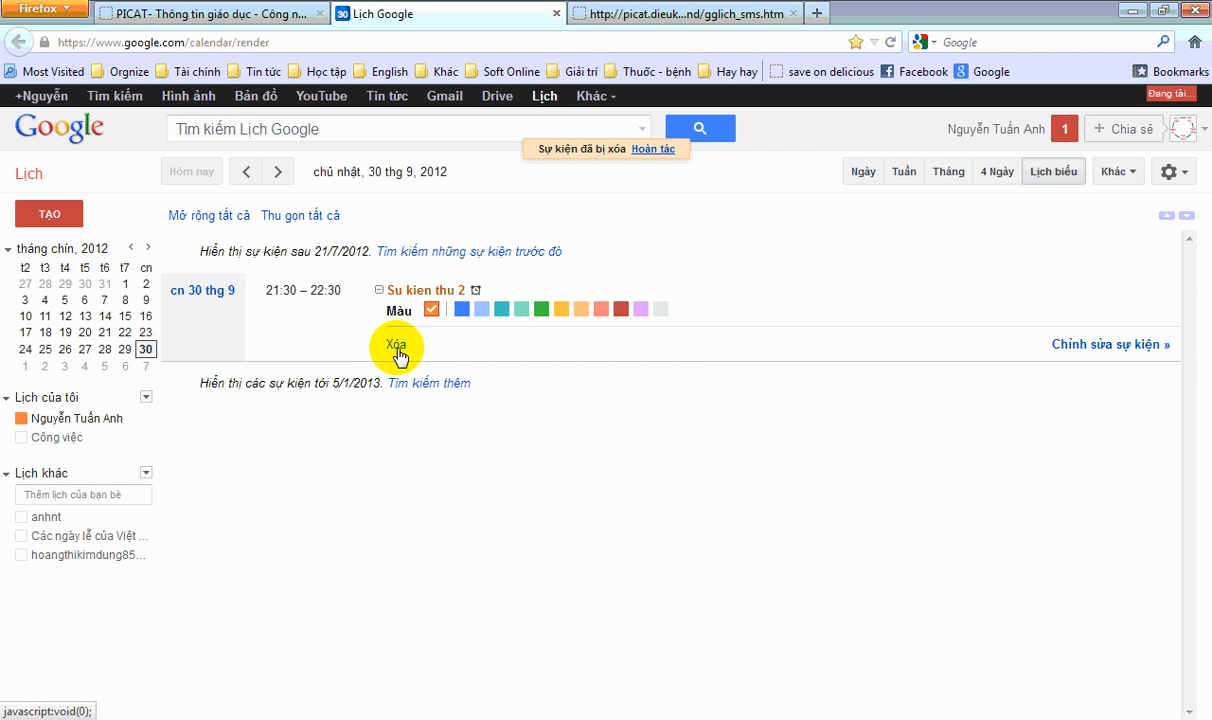 Firefox
PICAT- Thông tin giáo dục - Công n...
30 Lịch Google
http://picat.dieuk...nd/gglich_sms.htm
https://www.google.com/calendar/render
Google
Most Visited Orgnize Tài chính Tin tức Học tập English Khác Soft Online Giải trí Thuốc - bệnh Hay hay save on delicious Facebook Google Bookmarks
+Nguyễn Tìm kiếm Hình ảnh Bản đồ YouTube Tin tức Gmail Drive Lịch Khác
Đang tải...
Google
Tìm kiếm Lịch Google
Nguyễn Tuấn Anh 1 + Chia sẻ
Sự kiện đã bị xóa Hoàn tác
Lịch
Hôm nay
chủ nhật, 30 thg 9, 2012
Ngày Tuần Tháng 4 Ngày Lịch biểu Khác
TẠO
Mở rộng tất cả Thu gọn tất cả
tháng chín, 2012
t2 t3 t4 t5 t6 t7 cn
27 28 29 30 31 1 2
3 4 5 6 7 8 9
10 11 12 13 14 15 16
17 18 19 20 21 22 23
24 25 26 27 28 29 30
1 2 3 4 5 6 7
Hiển thị sự kiện sau 21/7/2012. Tìm kiếm những sự kiện trước đó
cn 30 thg 9 21:30 – 22:30 Su kien thu 2
Màu
Xóa Chỉnh sửa sự kiện »
Hiển thị các sự kiện tới 5/1/2013. Tìm kiếm thêm
Lịch của tôi
Nguyễn Tuấn Anh
Công việc
Lịch khác
Thêm lịch của bạn bè
anhnt
Các ngày lễ của Việt ...
hoangthikimdung85...
javascript:void(0);